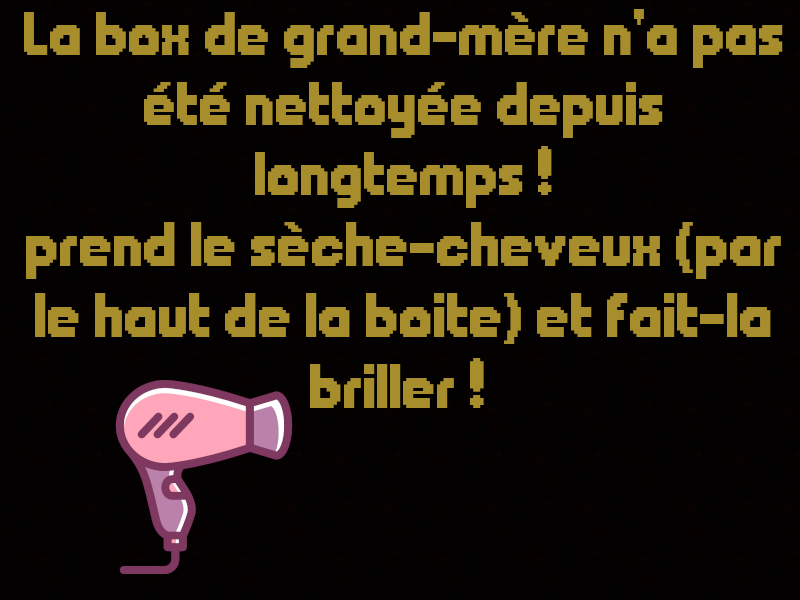 La box de grand-mère n'a pas
été nettoyée depuis
longtemps !
prend le sèche-cheveux (par
le haut de la boite) et fait-la
briller !